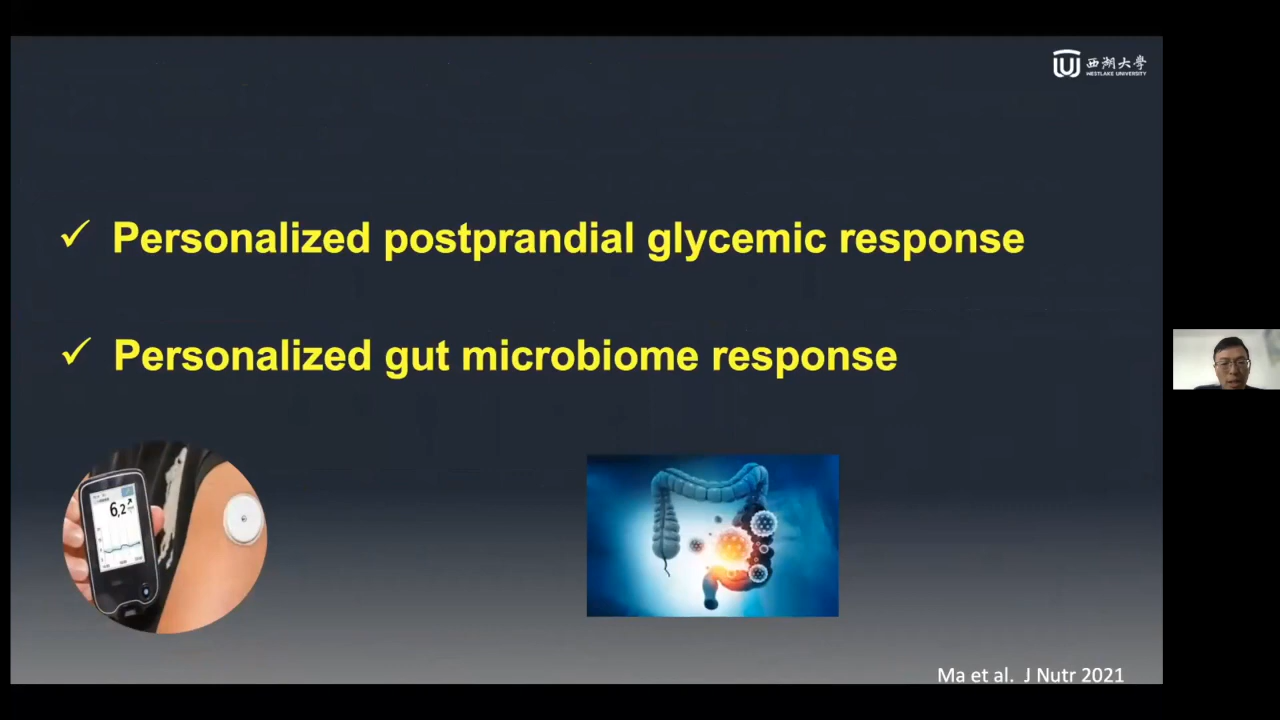 西湖大學
WESTLAKE UNIVERSITY
✓ Personalized postprandial glycemic response
✓ Personalized gut microbiome response
6,2
Ma et al. J Nutr 2021